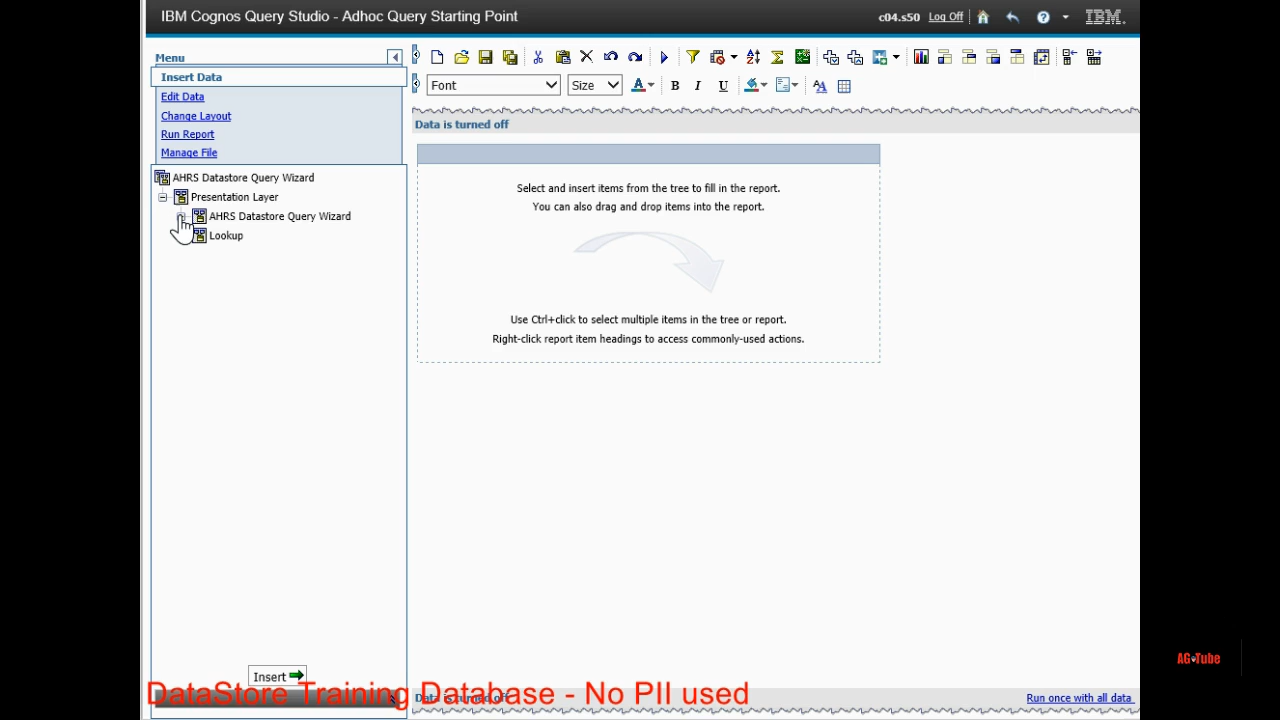 IBM Cognos Query Studio - Adhoc Query Starting Point
c04.s50 Log Off IBM.
Menu
Insert Data
Edit Data
Change Layout
Run Report
Manage File
AHRS Datastore Query Wizard
Presentation Layer
AHRS Datastore Query Wizard
Lookup
Insert
Font
Size
A
B I U
Data is turned off
Select and insert items from the tree to fill in the report.
You can also drag and drop items into the report.
Use Ctrl+click to select multiple items in the tree or report.
Right-click report item headings to access commonly-used actions.
Data is turned off
Run once with all data
DataStore Training Database - No PII used
AG-Tube